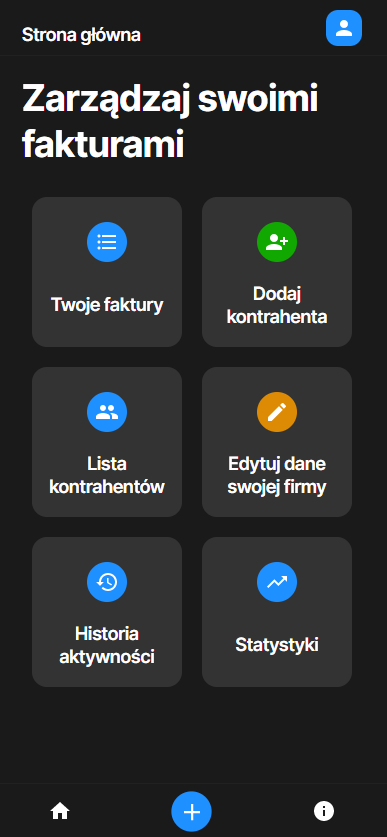 Strona główna
Zarządzaj swoimi
fakturami
Twoje faktury
Dodaj
kontrahenta
Lista
kontrahentów
Edytuj dane
swojej firmy
Historia
aktywności
Statystyki